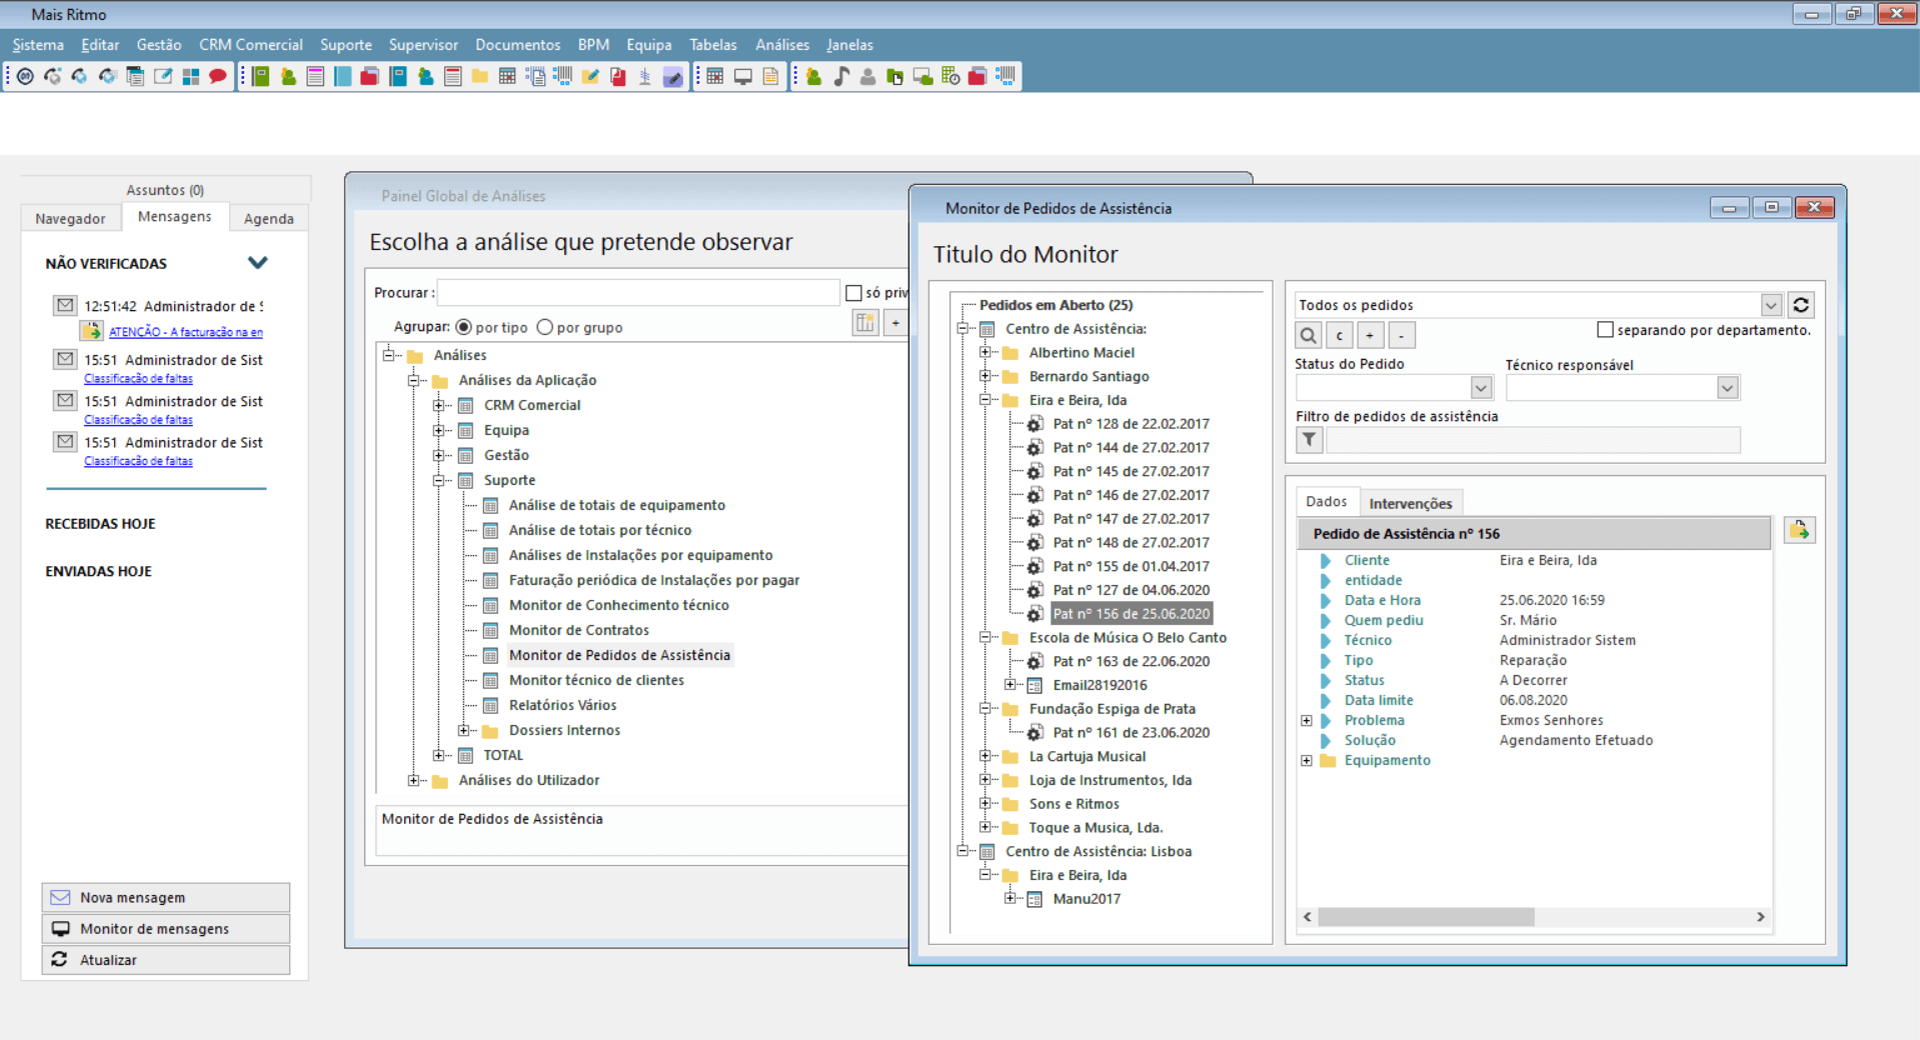 Mais Ritmo
Sistema Editar Gestão CRM Comercial Suporte Supervisor Documentos BPM Equipa Tabelas Análises Janelas
Assuntos (0)
Navegador Mensagens Agenda
NÃO VERIFICADAS
12:51:42 Administrador de S
ATENÇÃO - A facturação na en
15:51 Administrador de Sist
Classificação de faltas
15:51 Administrador de Sist
Classificação de faltas
15:51 Administrador de Sist
Classificação de faltas
RECEBIDAS HOJE
ENVIADAS HOJE
Nova mensagem
Monitor de mensagens
Atualizar
Painel Global de Análises
Escolha a análise que pretende observar
Procurar : só priv
Agrupar: por tipo por grupo +
Análises
Análises da Aplicação
CRM Comercial
Equipa
Gestão
Suporte
Análise de totais de equipamento
Análise de totais por técnico
Análises de Instalações por equipamento
Faturação periódica de Instalações por pagar
Monitor de Conhecimento técnico
Monitor de Contratos
Monitor de Pedidos de Assistência
Monitor técnico de clientes
Relatórios Vários
Dossiers Internos
TOTAL
Análises do Utilizador
Monitor de Pedidos de Assistência
Monitor de Pedidos de Assistência
Titulo do Monitor
Pedidos em Aberto (25)
Centro de Assistência:
Albertino Maciel
Bernardo Santiago
Eira e Beira, lda
Pat nº 128 de 22.02.2017
Pat nº 144 de 27.02.2017
Pat nº 145 de 27.02.2017
Pat nº 146 de 27.02.2017
Pat nº 147 de 27.02.2017
Pat nº 148 de 27.02.2017
Pat nº 155 de 01.04.2017
Pat nº 127 de 04.06.2020
Pat nº 156 de 25.06.2020
Escola de Música O Belo Canto
Pat nº 163 de 22.06.2020
Email28192016
Fundação Espiga de Prata
Pat nº 161 de 23.06.2020
La Cartuja Musical
Loja de Instrumentos, lda
Sons e Ritmos
Toque a Musica, Lda.
Centro de Assistência: Lisboa
Eira e Beira, lda
Manu2017
Todos os pedidos
c + - separando por departamento.
Status do Pedido Técnico responsável
Filtro de pedidos de assistência
Dados Intervenções
Pedido de Assistência nº 156
Cliente Eira e Beira, lda
entidade
Data e Hora 25.06.2020 16:59
Quem pediu Sr. Mário
Técnico Administrador Sistem
Tipo Reparação
Status A Decorrer
Data limite 06.08.2020
Problema Exmos Senhores
Solução Agendamento Efetuado
Equipamento